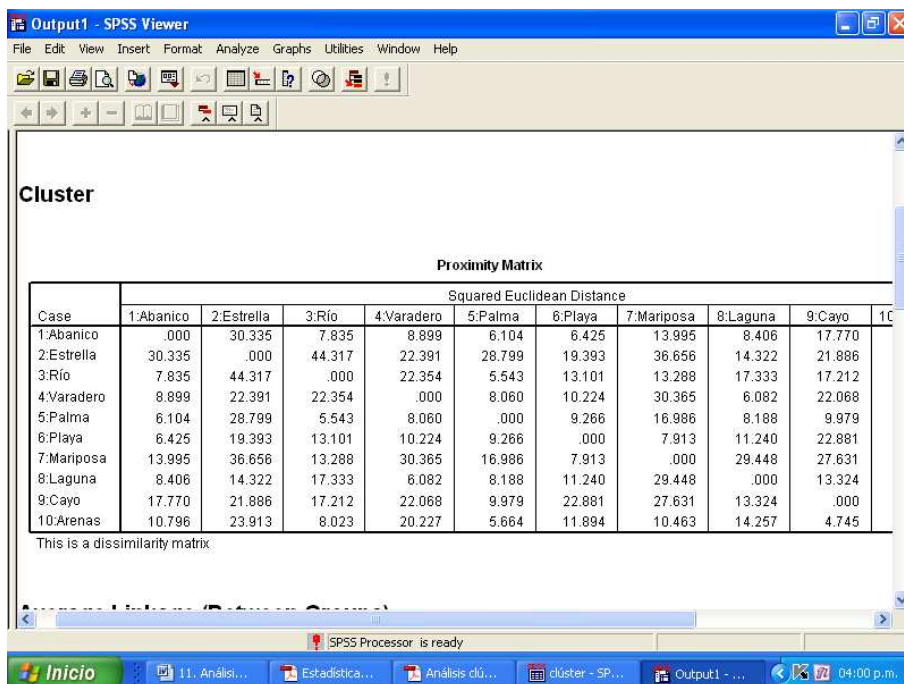 Output1 - SPSS Viewer
File Edit View Insert Format Analyze Graphs Utilities Window Help
Cluster
Proximity Matrix
Squared Euclidean Distance
Case 1:Abanico 2:Estrella 3:Río 4:Varadero 5:Palma 6:Playa 7:Mariposa 8:Laguna 9:Cayo 10
1:Abanico .000 30.335 7.835 8.899 6.104 6.425 13.995 8.406 17.770
2:Estrella 30.335 .000 44.317 22.391 28.799 19.393 36.656 14.322 21.886
3:Río 7.835 44.317 .000 22.354 5.543 13.101 13.288 17.333 17.212
4:Varadero 8.899 22.391 22.354 .000 8.060 10.224 30.365 6.082 22.068
5:Palma 6.104 28.799 5.543 8.060 .000 9.266 16.986 8.188 9.979
6:Playa 6.425 19.393 13.101 10.224 9.266 .000 7.913 11.240 22.881
7:Mariposa 13.995 36.656 13.288 30.365 16.986 7.913 .000 29.448 27.631
8:Laguna 8.406 14.322 17.333 6.082 8.188 11.240 29.448 .000 13.324
9:Cayo 17.770 21.886 17.212 22.068 9.979 22.881 27.631 13.324 .000
10:Arenas 10.796 23.913 8.023 20.227 5.664 11.894 10.463 14.257 4.745
This is a dissimilarity matrix
Average Linkage (Between Groups)
SPSS Processor is ready
Inicio 11. Análisi... Estadística... Análisis clú... clúster - SP... Output1 - ... 04:00 p.m.